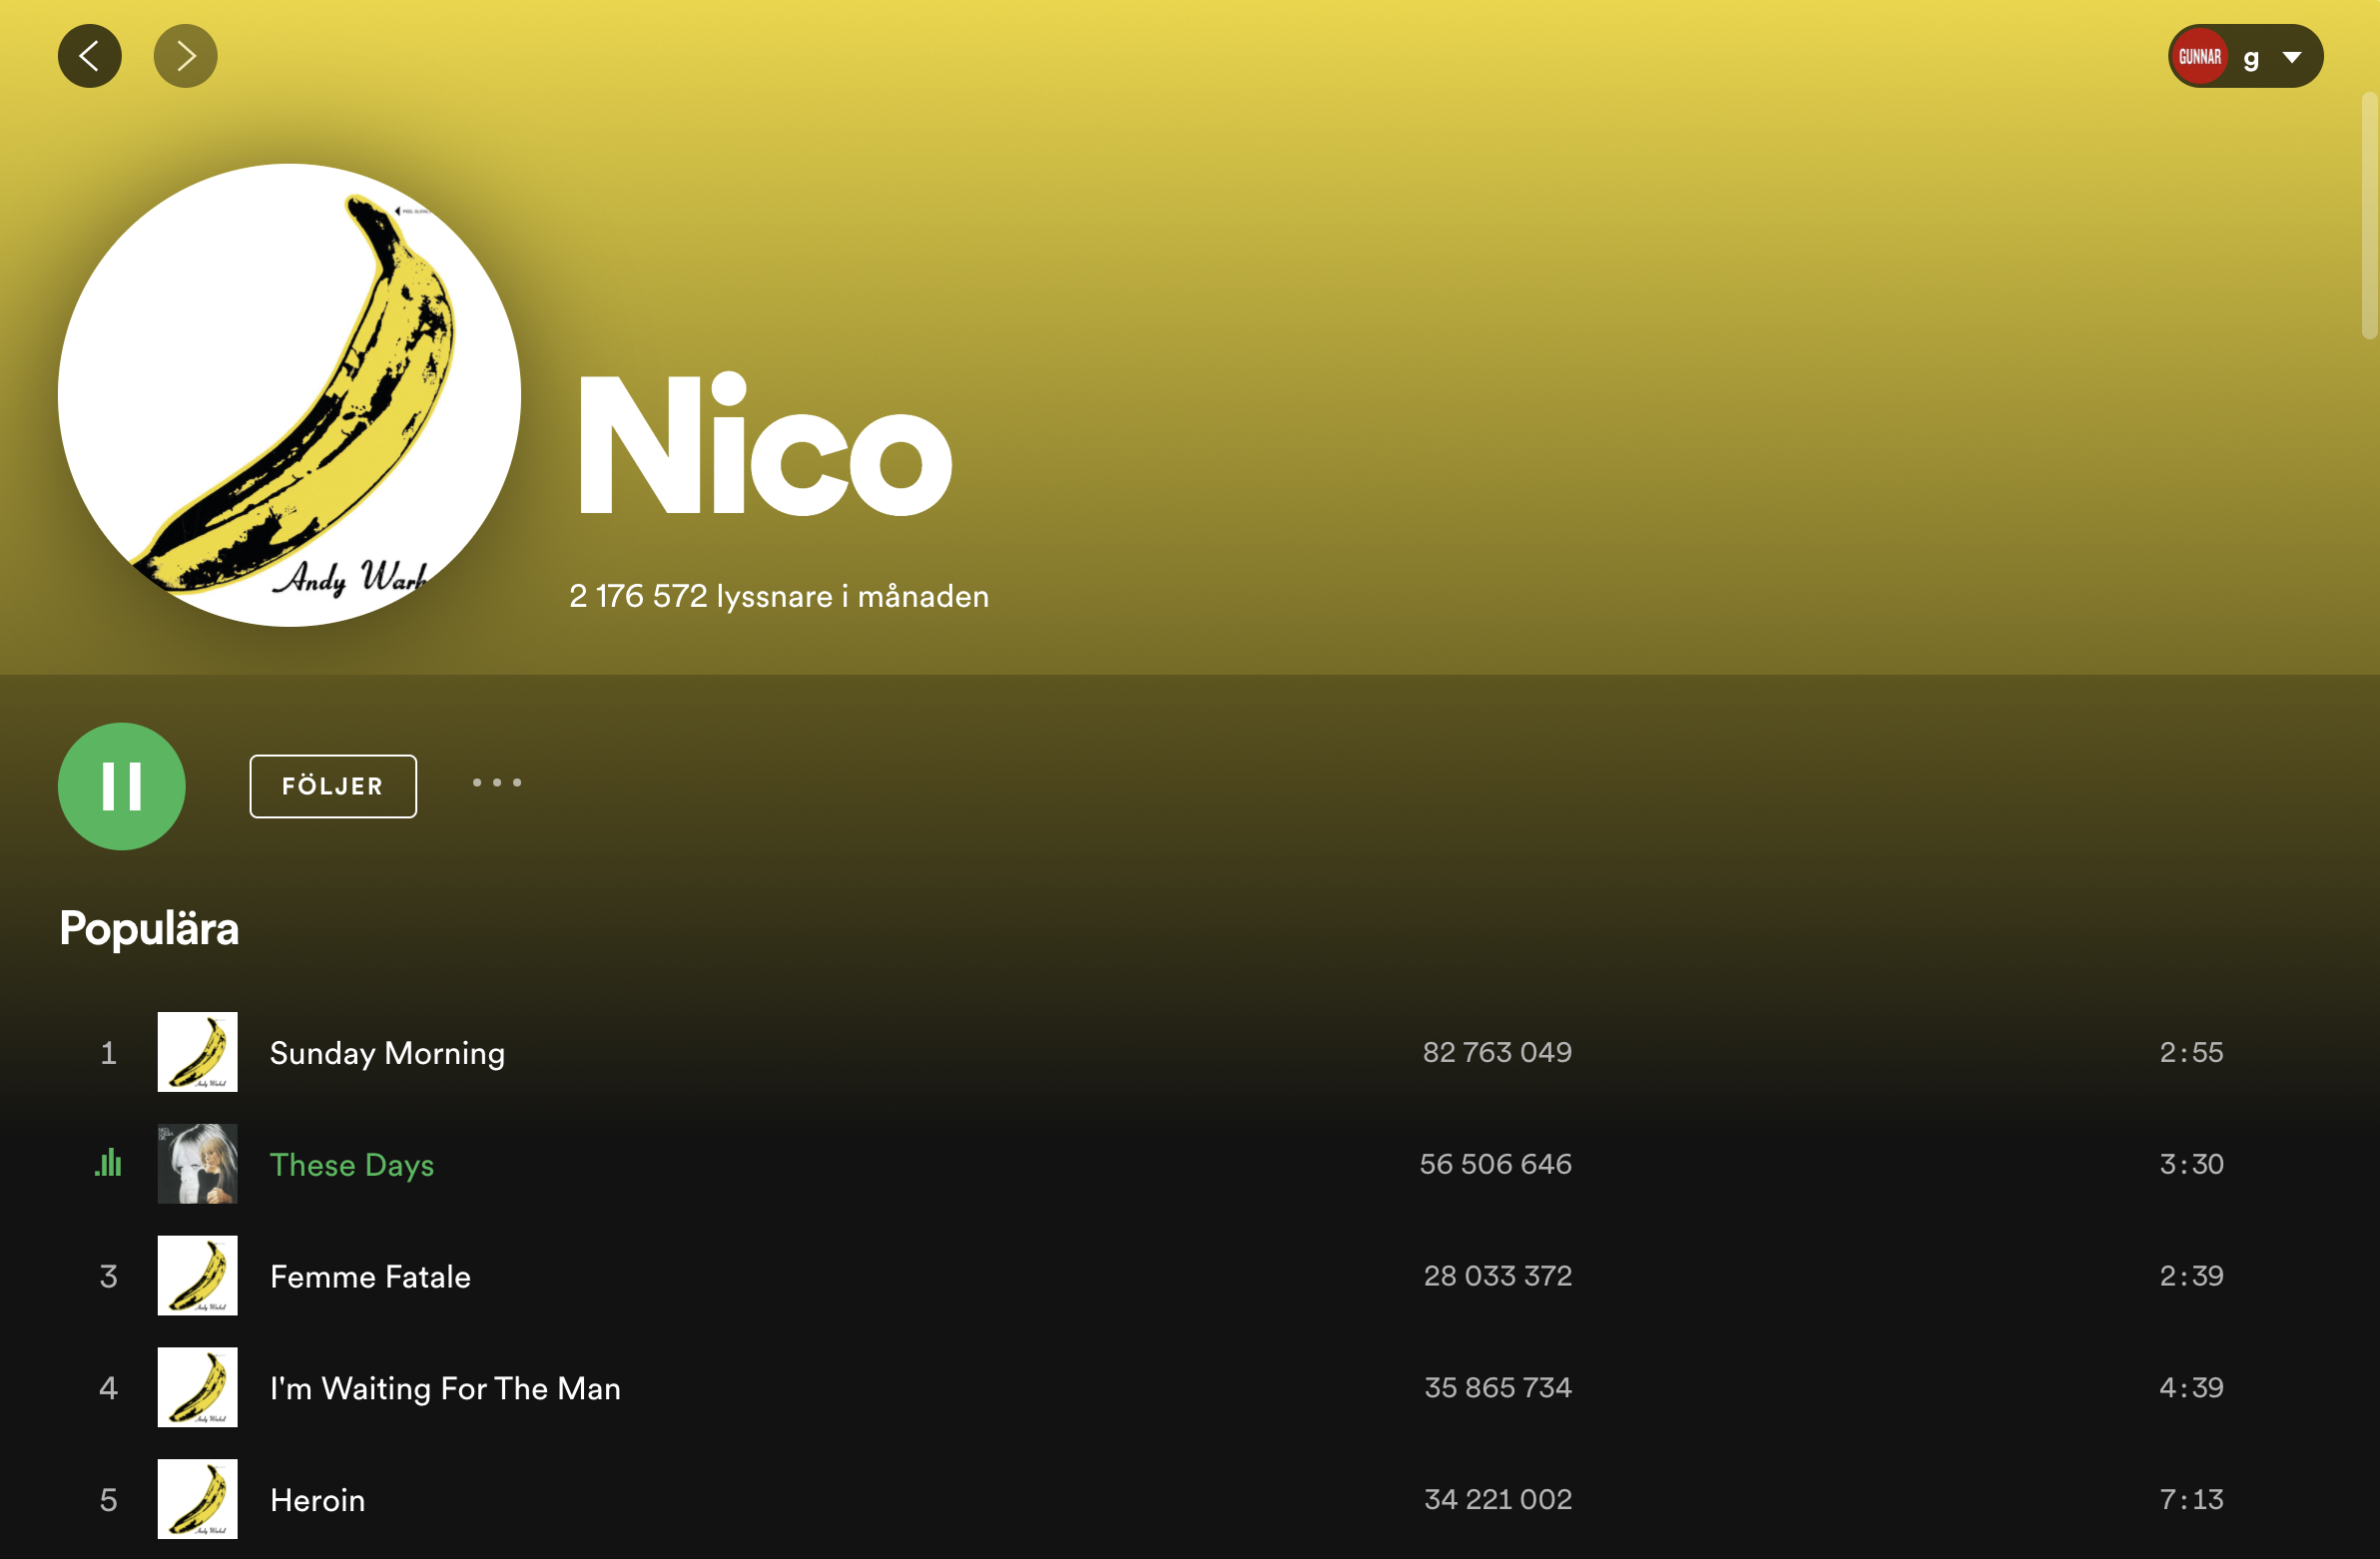 GUNNAR g
Andy Warh
Nico
2 176 572 lyssnare i månaden
FÖLJER
Populära
1 Sunday Morning 82 763 049 2:55
These Days 56 506 646 3:30
3 Femme Fatale 28 033 372 2:39
4 I'm Waiting For The Man 35 865 734 4:39
5 Heroin 34 221 002 7:13